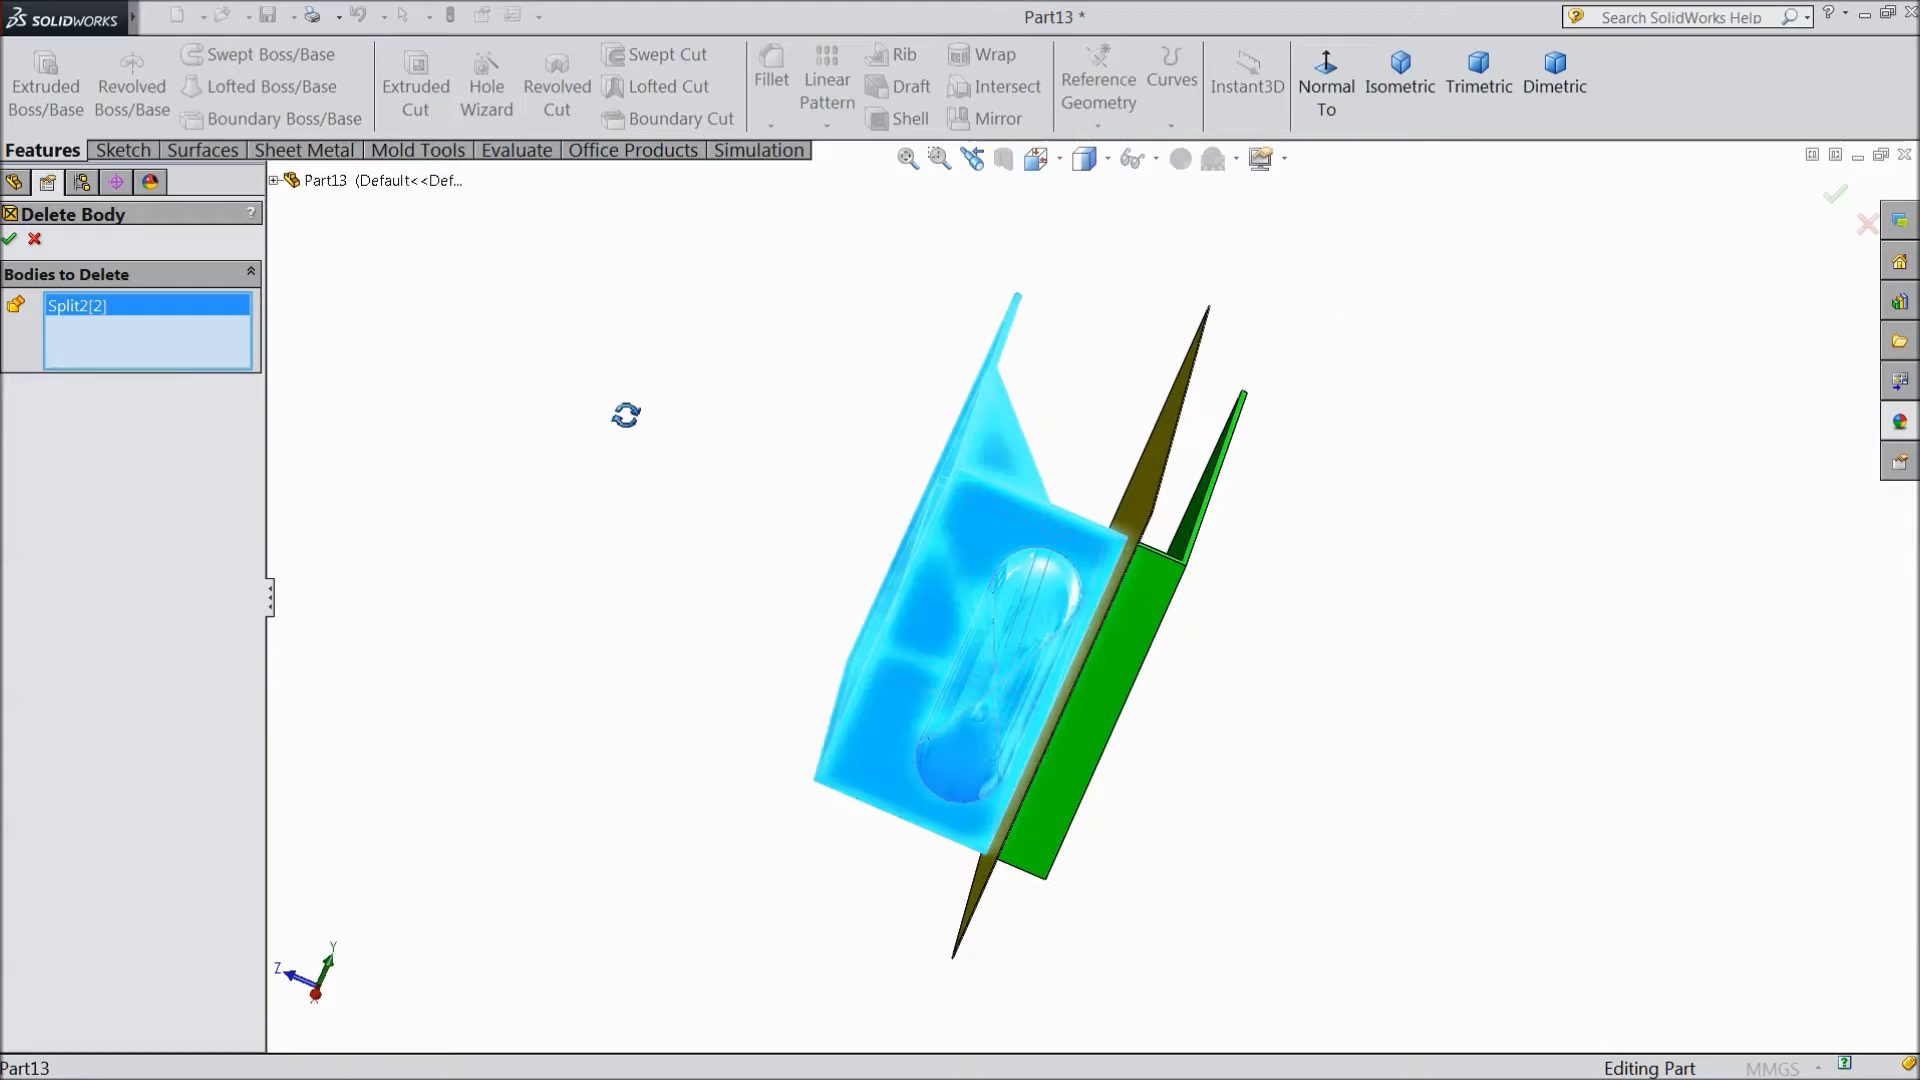 SOLIDWORKS
Part13 *
Search SolidWorks Help
Extruded Boss/Base
Revolved Boss/Base
Swept Boss/Base
Lofted Boss/Base
Boundary Boss/Base
Extruded Cut
Hole Wizard
Revolved Cut
Swept Cut
Lofted Cut
Boundary Cut
Fillet
Linear Pattern
Rib
Draft
Shell
Wrap
Intersect
Mirror
Reference Geometry
Curves
Instant3D
Normal To
Isometric
Trimetric
Dimetric
Features
Sketch
Surfaces
Sheet Metal
Mold Tools
Evaluate
Office Products
Simulation
Part13 (Default<<Def...
Delete Body
?
Bodies to Delete
Split2[2]
Y
Z
X
Part13
Editing Part
MMGS